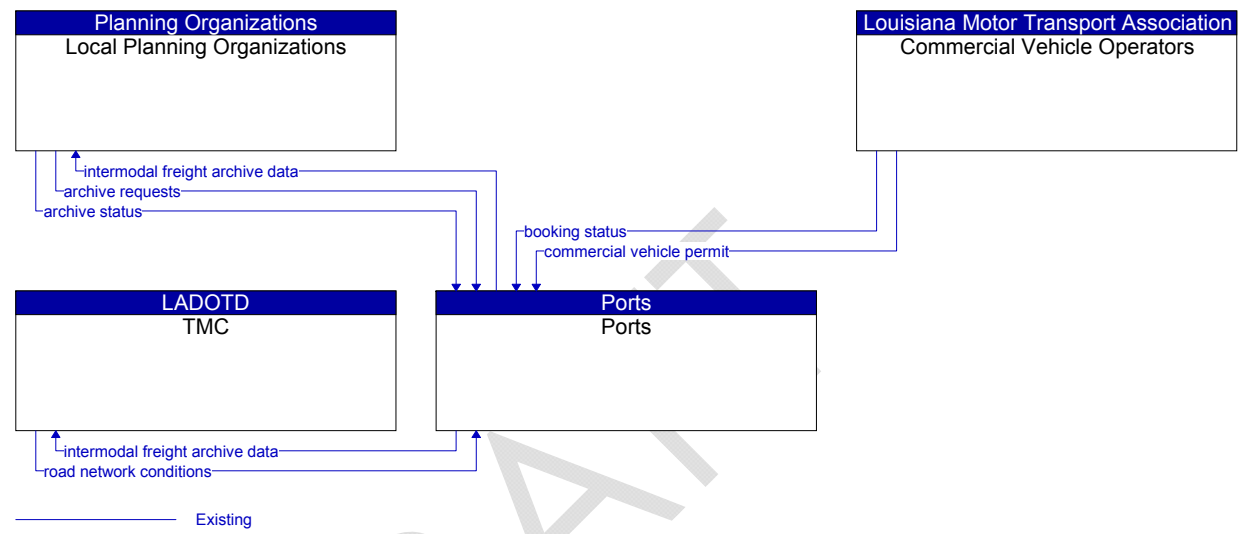 Planning Organizations
Local Planning Organizations
Louisiana Motor Transport Association
Commercial Vehicle Operators
intermodal freight archive data
archive requests
archive status
booking status
commercial vehicle permit
LADOTD
TMC
Ports
Ports
intermodal freight archive data
road network conditions
Existing